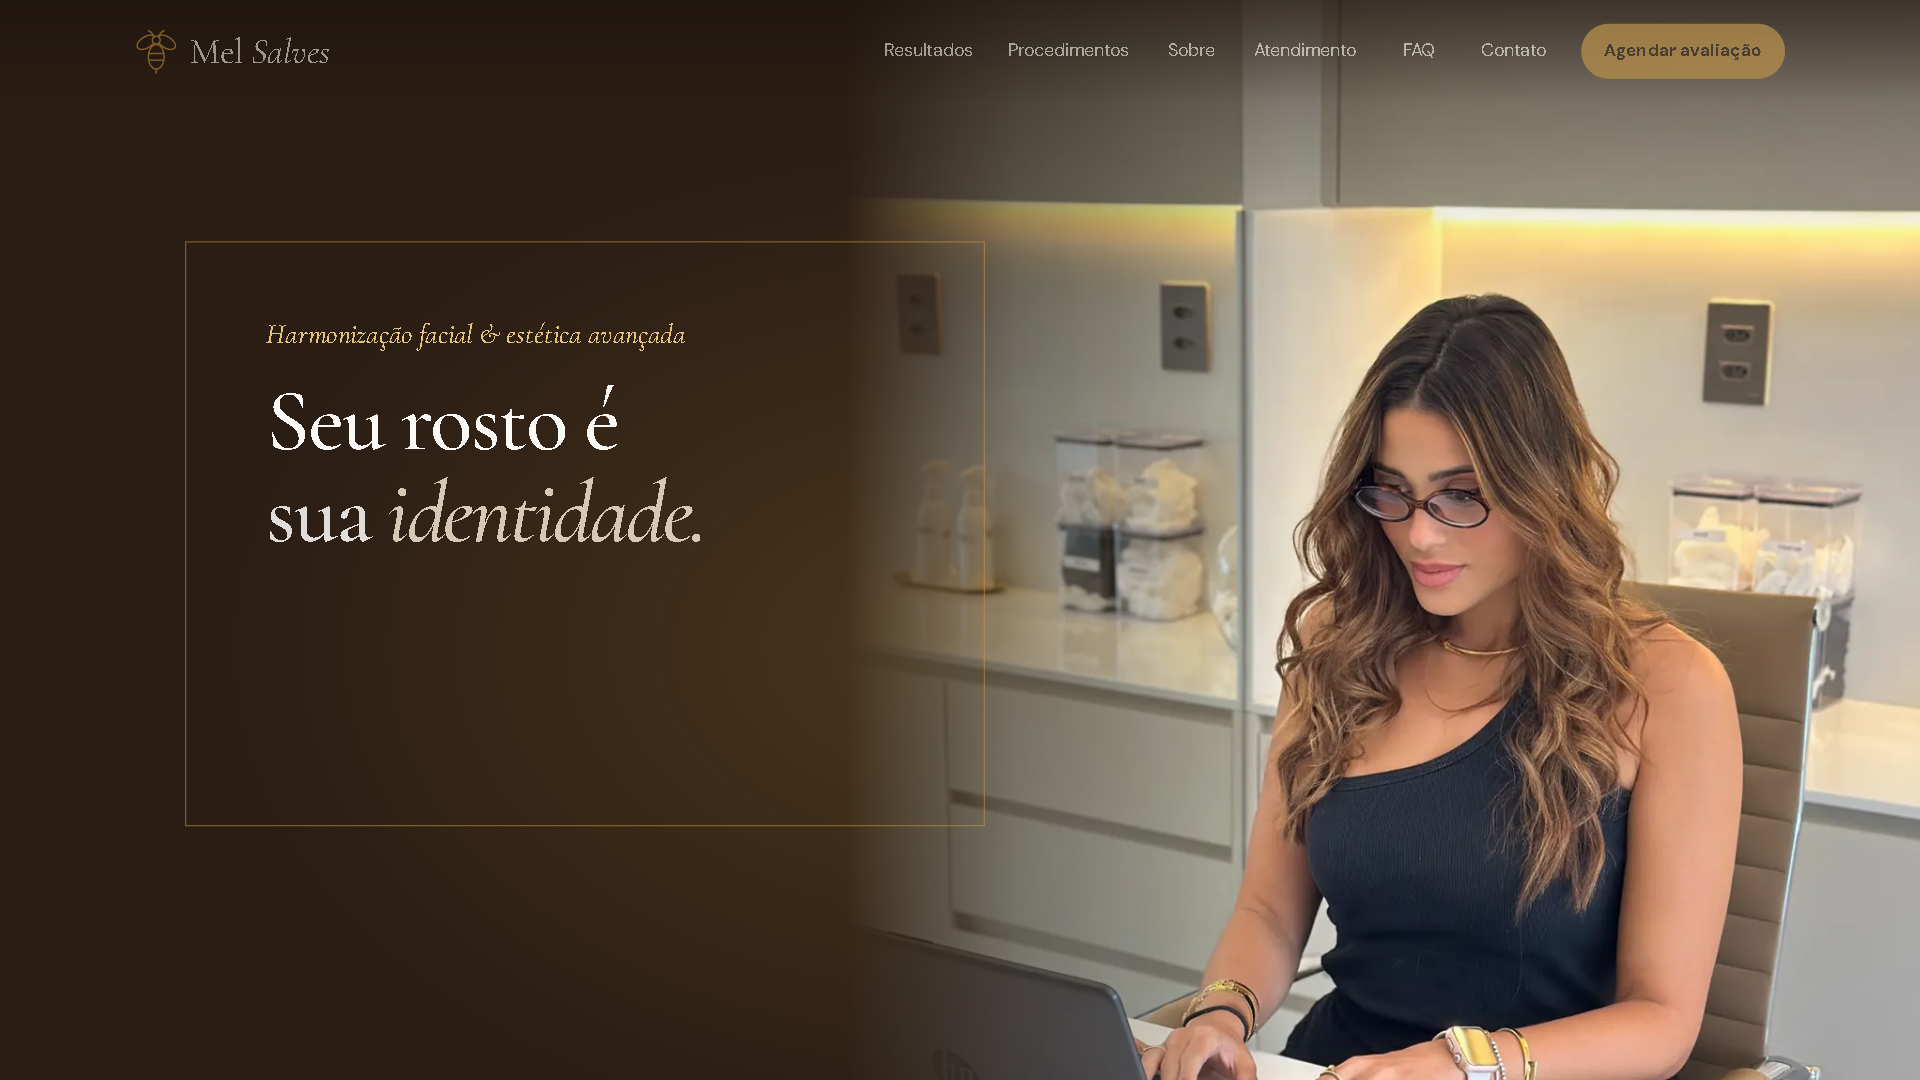 Mel Salves
Resultados
Procedimentos
Sobre
Atendimento
FAQ
Contato
Agendar avaliação
Harmonização facial & estética avançada
Seu rosto é
sua identidade.